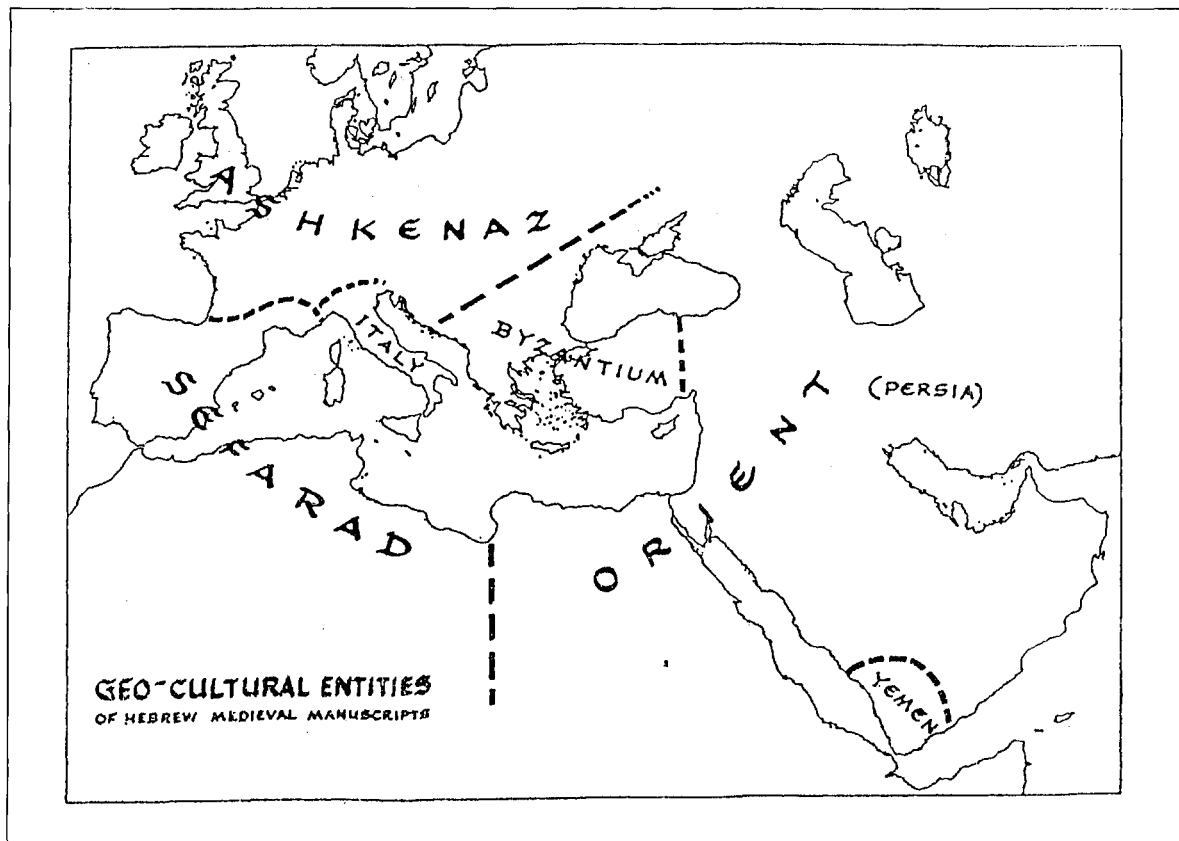 ASHKENAZ
ITALY
BYZANTIUM
SEFARAD
ORIENT
(PERSIA)
YEMEN
GEO-CULTURAL ENTITIES
OF HEBREW MEDIEVAL MANUSCRIPTS